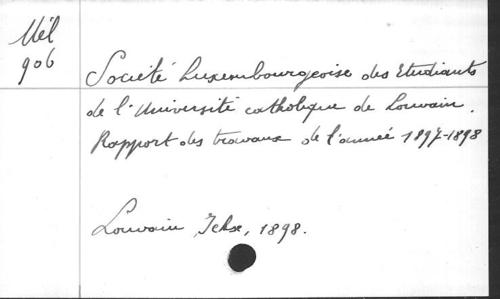 Mél
906
Société Luxembourgeoise des Etudiants
de l'Université catholique de Louvain.
Rapport des travaux de l'année 1897-1898
Louvain, 1898.